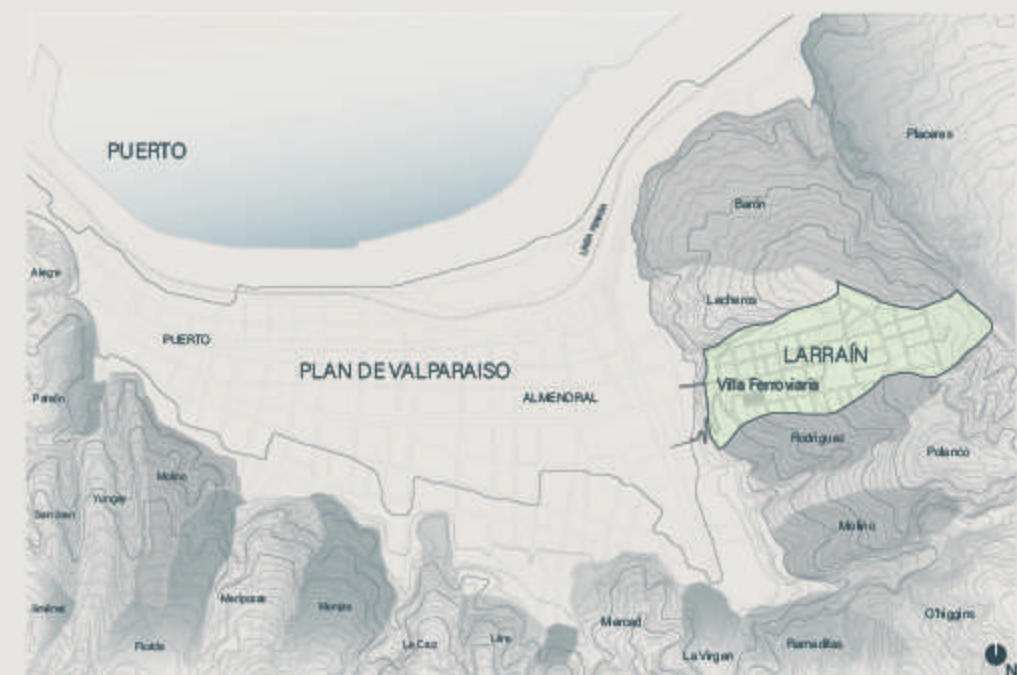 PUERTO
Placeres
Barón
Alegre
Lecheros
PUERTO
LARRAÍN
PLAN DE VALPARAISO
Villa Ferroviaria
ALMENDRAL
Rodríguez
Polanco
Molino
Yungay
Molino
Mariposas
Monjas
Merced
O'higgins
Florida
La Cruz
Ramaditas
La Virgen
N